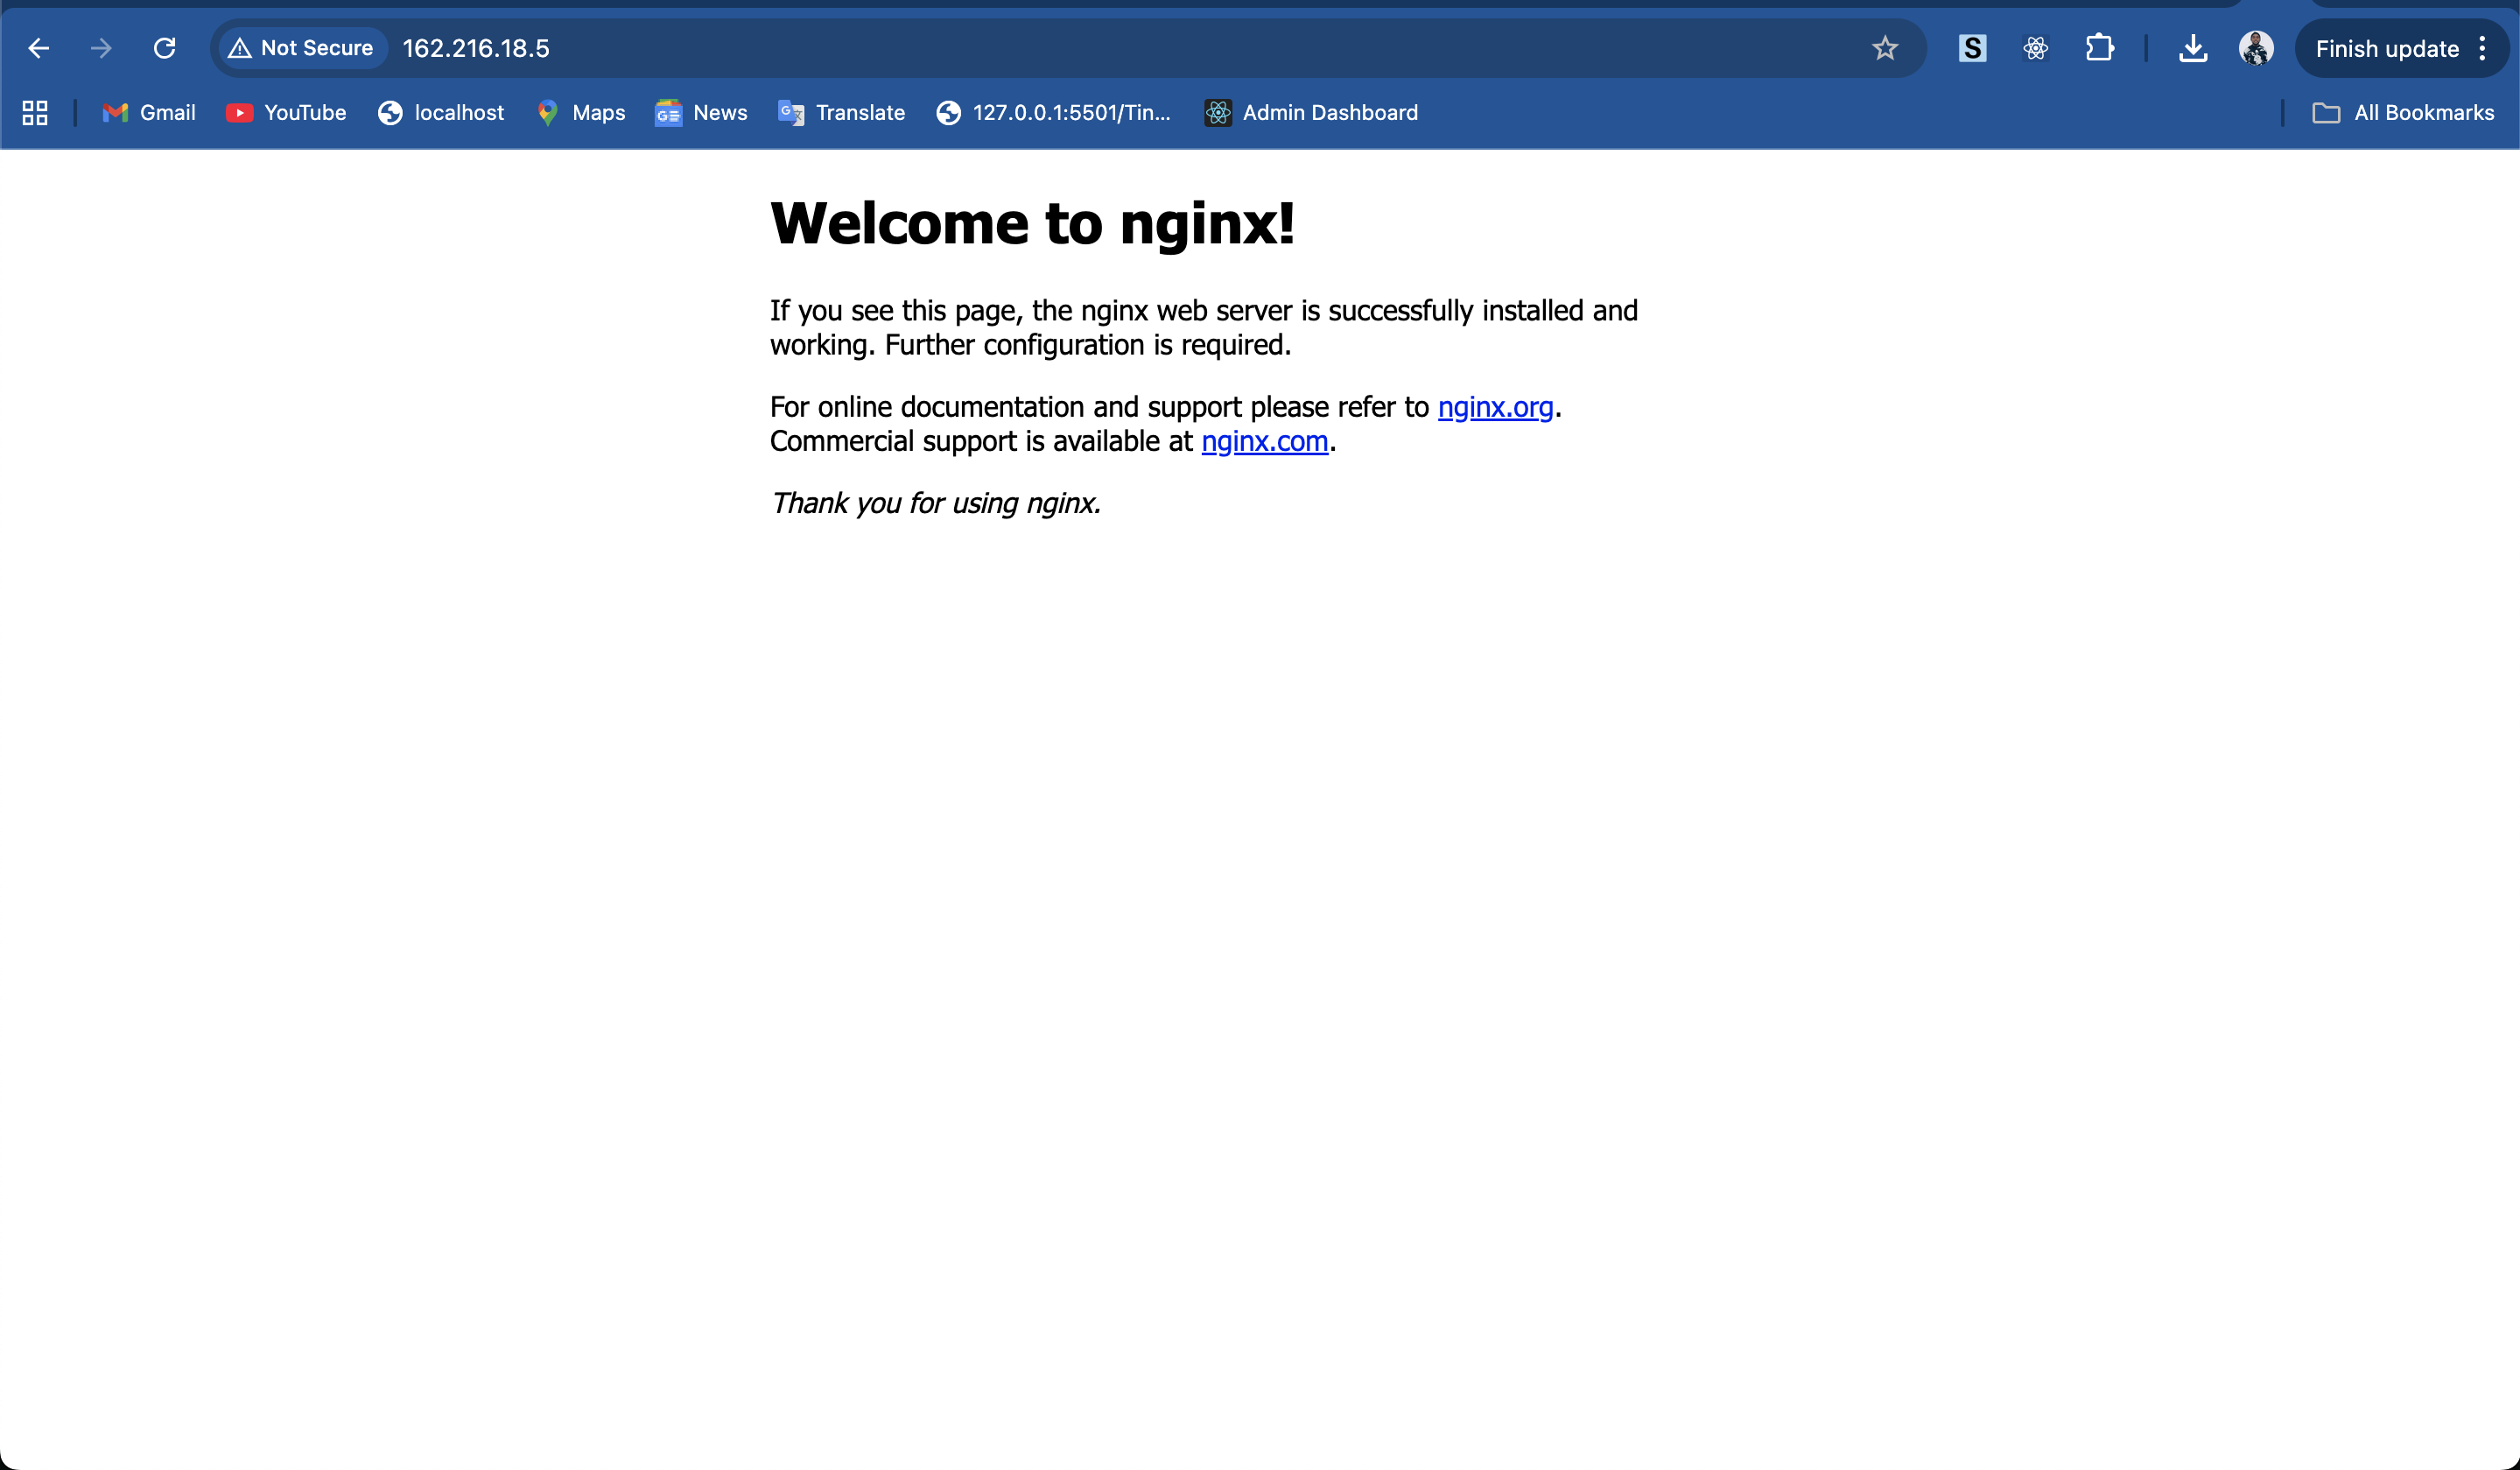 Not Secure 162.216.18.5 S Finish update
Gmail YouTube localhost Maps News Translate 127.0.0.1:5501/Tin... Admin Dashboard All Bookmarks
Welcome to nginx!
If you see this page, the nginx web server is successfully installed and
working. Further configuration is required.
For online documentation and support please refer to nginx.org.
Commercial support is available at nginx.com.
Thank you for using nginx.